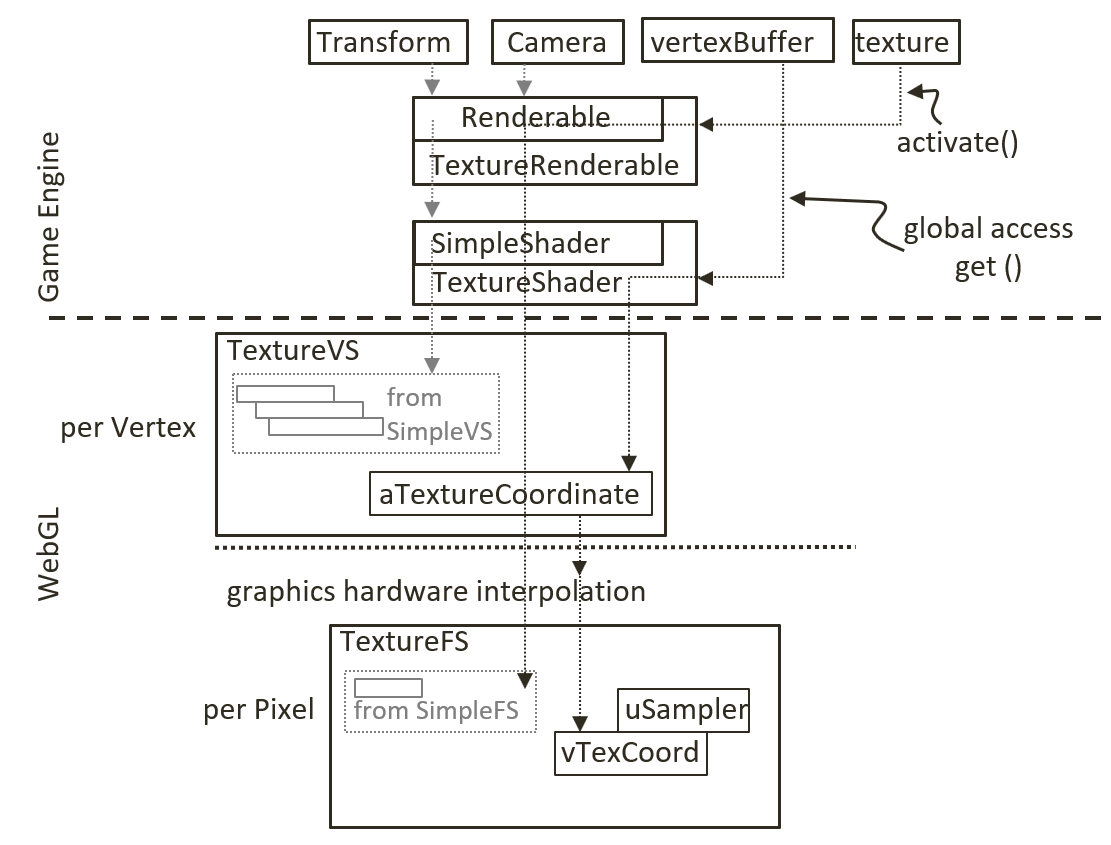 Transform
Camera
vertexBuffer
texture
Renderable
TextureRenderable
activate()
Game Engine
SimpleShader
TextureShader
global access
get ()
TextureVS
from
SimpleVS
per Vertex
aTextureCoordinate
WebGL
graphics hardware interpolation
TextureFS
from SimpleFS
per Pixel
uSampler
vTexCoord